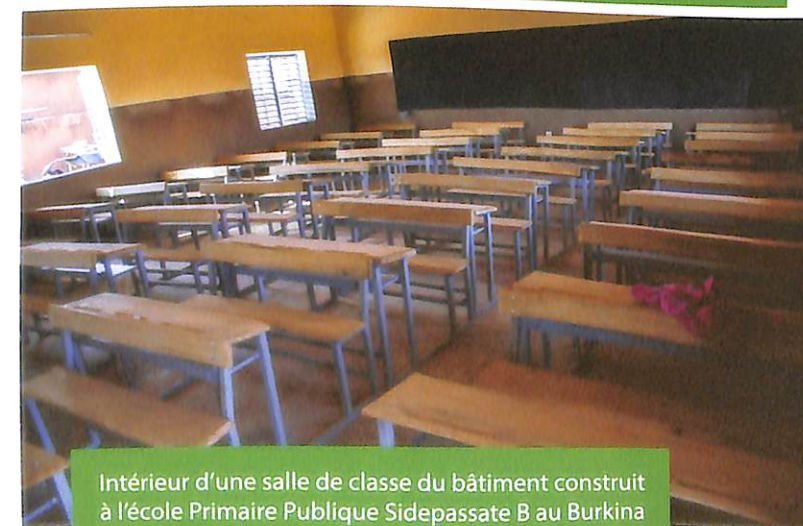 Intérieur d'une salle de classe du bâtiment construit
à l'école Primaire Publique Sidepassate B au Burkina